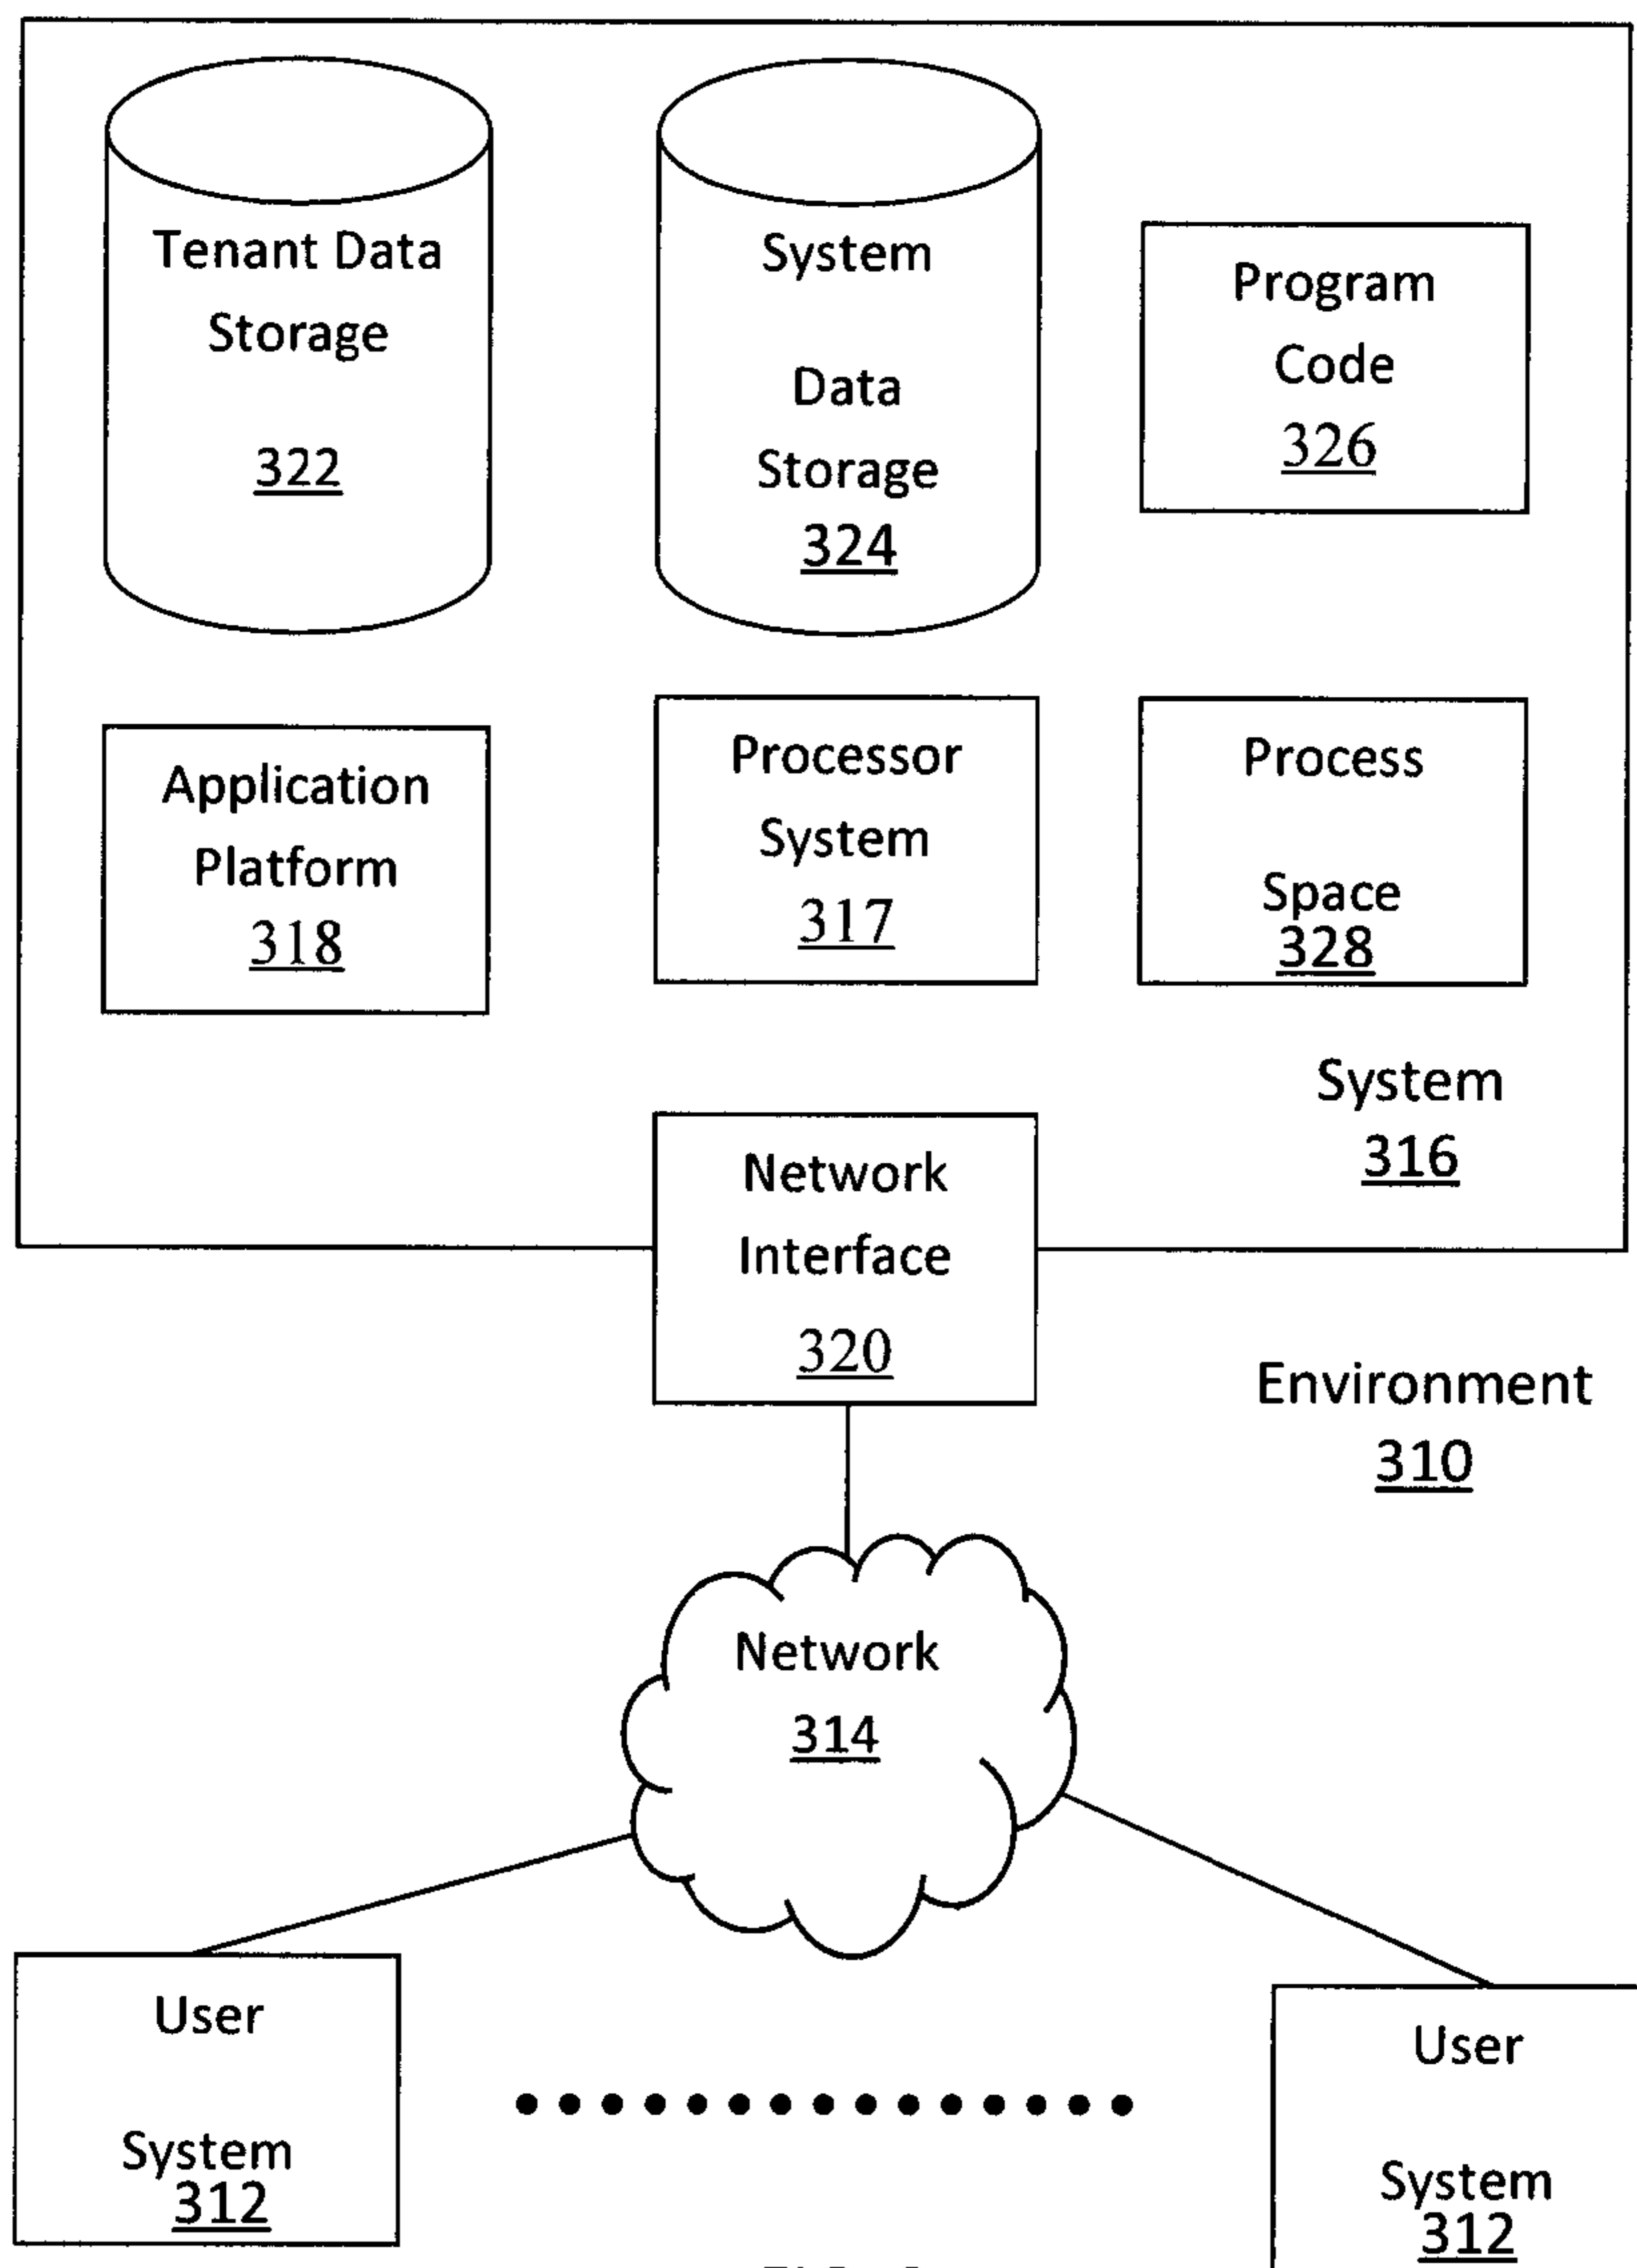 Tenant Data
Storage
322
System
Data
Storage
324
Program
Code
326
Application
Platform
318
Processor
System
317
Process
Space
328
System
316
Network
Interface
320
Environment
310
Network
314
User
System
312
User
System
312